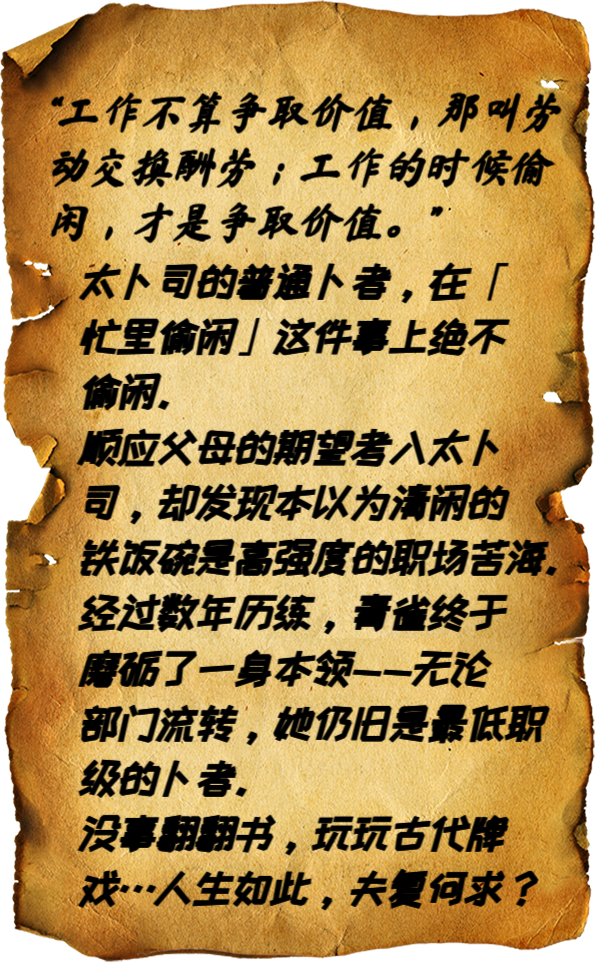 “工作不算争取价值，那叫劳
动交换酬劳；工作的时候偷
闲，才是争取价值。”
太卜司的普通卜者，在「
忙里偷闲」这件事上绝不
偷闲.
顺应父母的期望考入太卜
司，却发现本以为清闲的
铁饭碗是高强度的职场苦海.
经过数年历练，青雀终于
磨砺了一身本领——无论
部门流转，她仍旧是最低职
级的卜者.
没事翻翻书，玩玩古代牌
戏…人生如此，夫复何求？